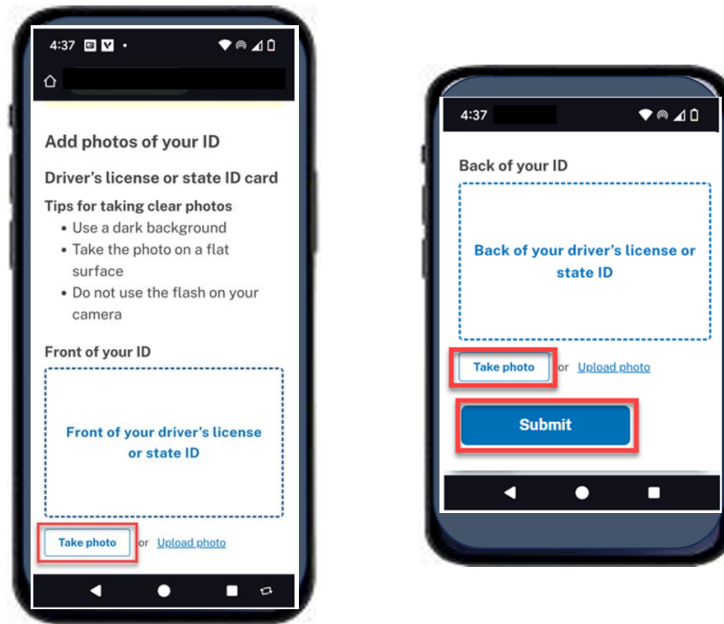 4:37
Add photos of your ID
Driver's license or state ID card
Tips for taking clear photos
• Use a dark background
• Take the photo on a flat
surface
• Do not use the flash on your
camera
Front of your ID
Front of your driver's license
or state ID
Take photo or Upload photo
4:37
Back of your ID
Back of your driver's license or
state ID
Take photo or Upload photo
Submit